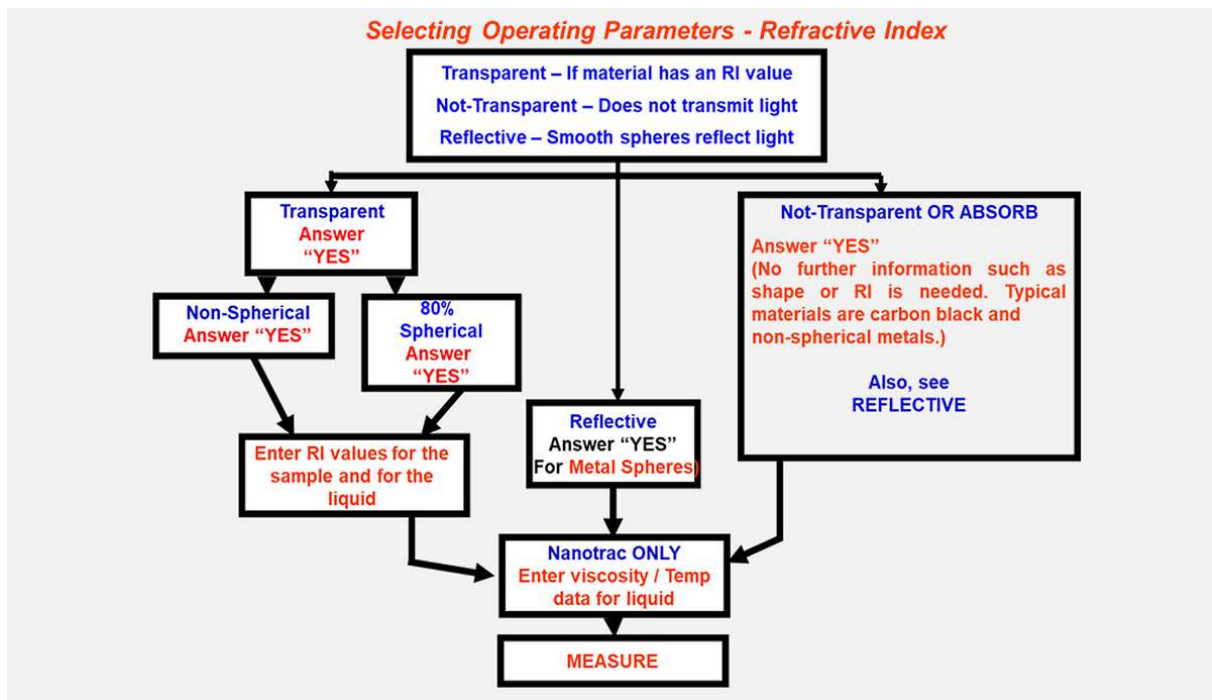 Selecting Operating Parameters - Refractive Index
Transparent – If material has an RI value
Not-Transparent – Does not transmit light
Reflective – Smooth spheres reflect light
Transparent
Answer
“YES”
Non-Spherical
Answer “YES”
80%
Spherical
Answer
“YES”
Enter RI values for the
sample and for the
liquid
Reflective
Answer “YES”
For Metal Spheres)
Not-Transparent OR ABSORB
Answer “YES”
(No further information such as
shape or RI is needed. Typical
materials are carbon black and
non-spherical metals.)
Also, see
REFLECTIVE
Nanotrac ONLY
Enter viscosity / Temp
data for liquid
MEASURE